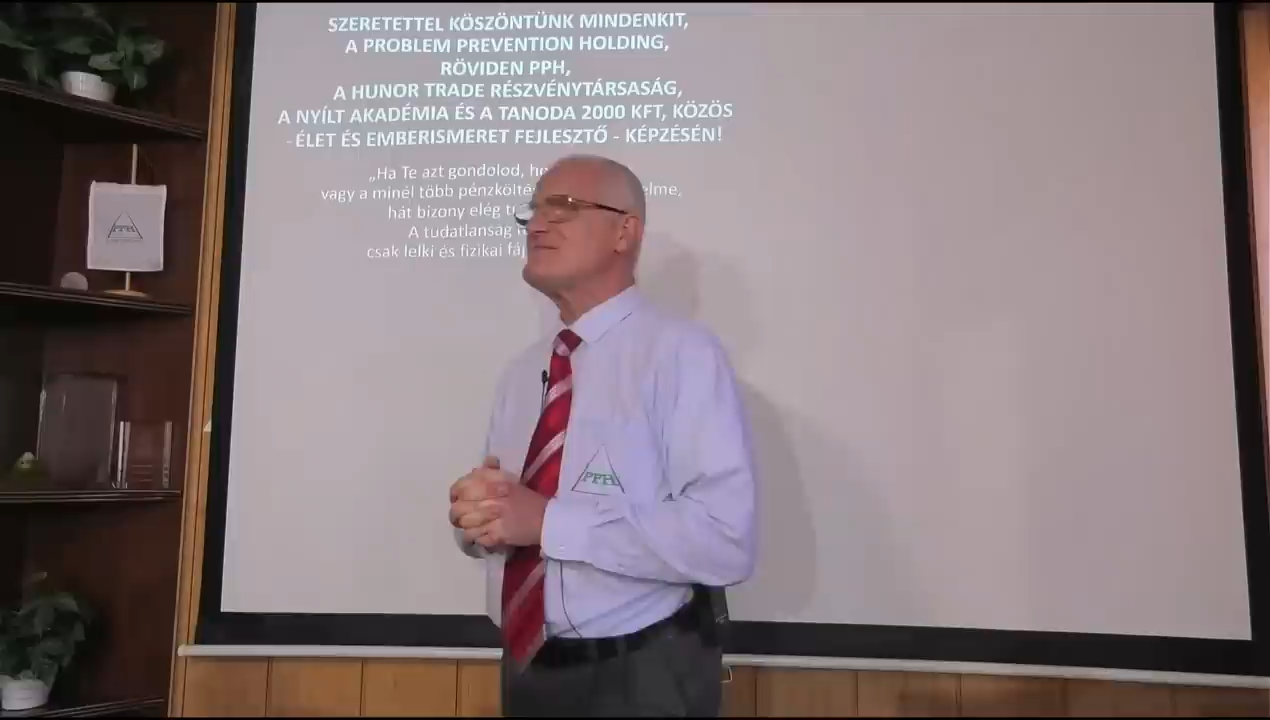 SZERETETTEL KÖSZÖNTÜNK MINDENKIT,
A PROBLEM PREVENTION HOLDING,
RÖVIDEN PPH,
A HUNOR TRADE RÉSZVÉNYTÁRSASÁG,
A NYÍLT AKADÉMIA ÉS A TANODA 2000 KFT, KÖZÖS
- ÉLET ÉS EMBERISMERET FEJLESZTŐ - KÉPZÉSÉN!
„Ha Te azt gondolod,
vagy a minél több elme,
hát bizony elég
A tudatlanság
csak lelki és fizikai
PPH
PPH